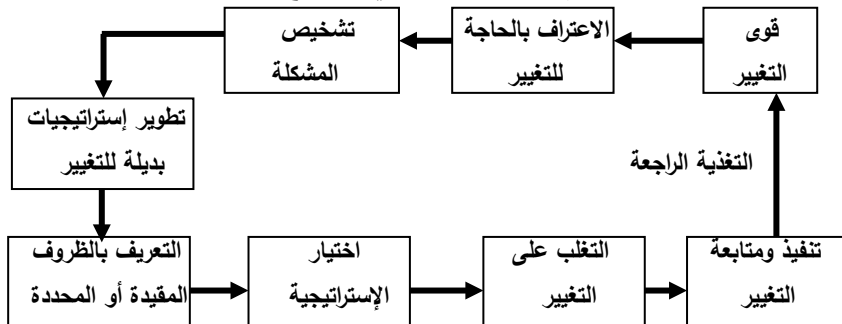 قوى
التغيير
الاعتراف بالحاجة
للتغيير
تشخيص
المشكلة
تطوير إستراتيجيات
بديلة للتغيير
التغذية الراجعة
التعريف بالظروف
المقيدة أو المحددة
اختيار
الإستراتيجية
التغلب على
التغيير
تنفيذ ومتابعة
التغيير